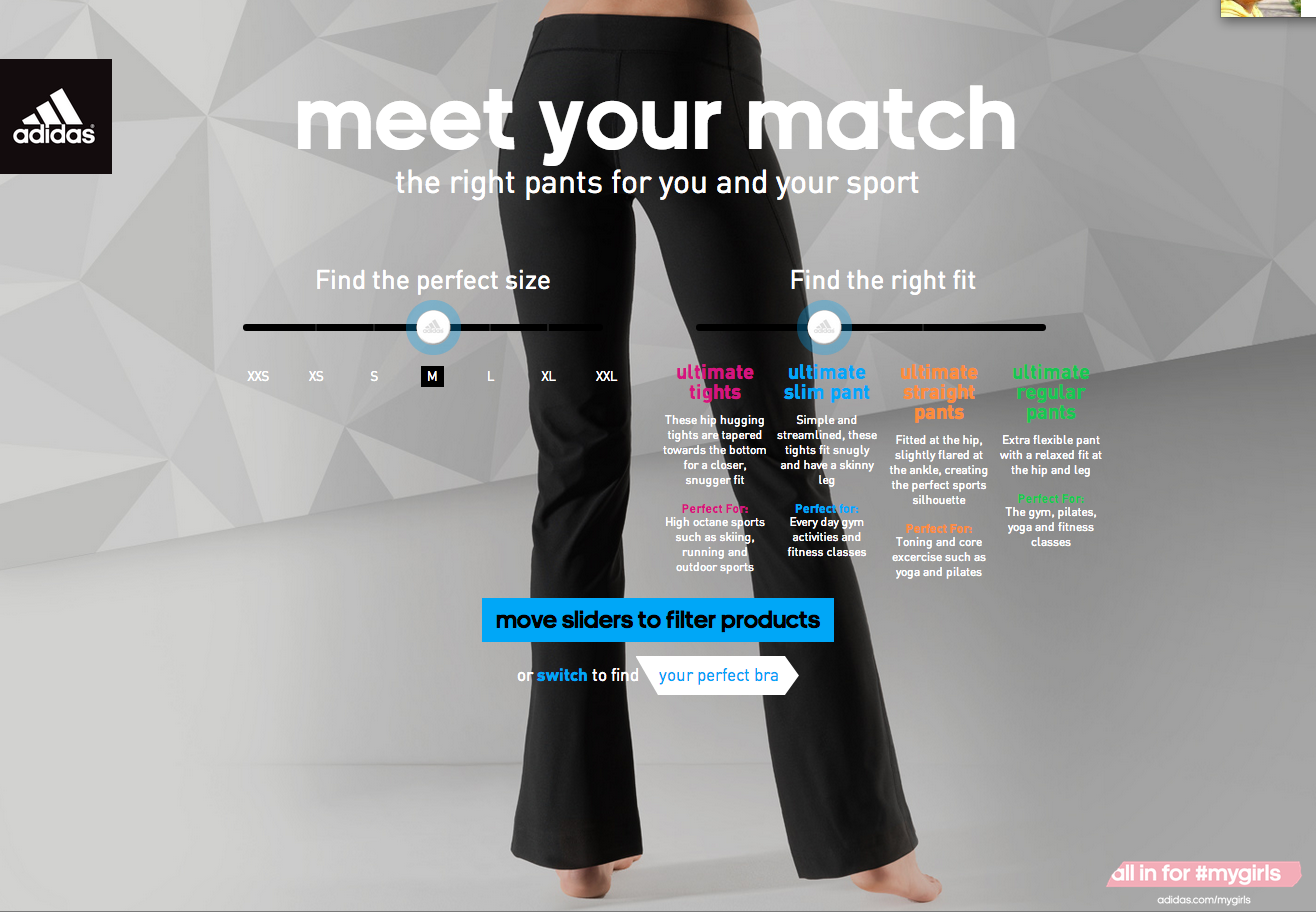 adidas
meet your match
the right pants for you and your sport
Find the perfect size
adidas
XXS XS S M L XL XXL
Find the right fit
adidas
ultimate
tights
These hip hugging
tights are tapered
towards the bottom
for a closer,
snugger fit
Perfect For:
High octane sports
such as skiing,
running and
outdoor sports
ultimate
slim pant
Simple and
streamlined, these
tights fit snugly
and have a skinny
leg
Perfect for:
Every day gym
activities and
fitness classes
ultimate
straight
pants
Fitted at the hip,
slightly flared at
the ankle, creating
the perfect sports
silhouette
Perfect For:
Toning and core
excercise such as
yoga and pilates
ultimate
regular
pants
Extra flexible pant
with a relaxed fit at
the hip and leg
Perfect For:
The gym, pilates,
yoga and fitness
classes
move sliders to filter products
or switch to find your perfect bra
all in for #mygirls
adidas.com/mygirls